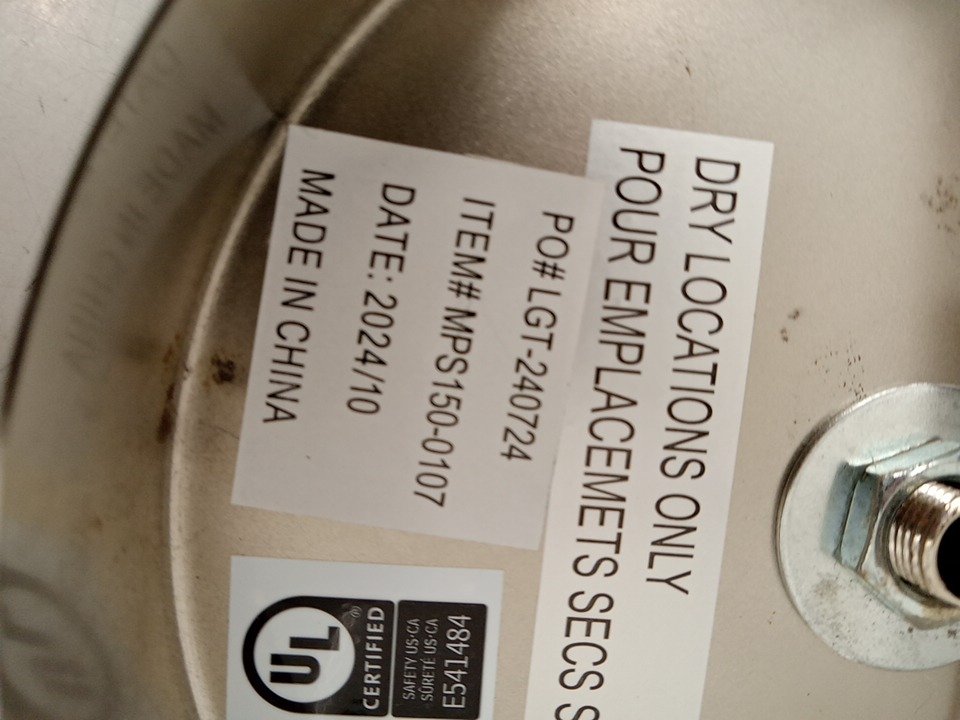 DRY LOCATIONS ONLY
POUR EMPLACEMETS SECS S
PO# LGT-240724
ITEM# MPS150-0107
DATE: 2024/10
MADE IN CHINA
UL
CERTIFIED
SAFETY US-CA
SÛRETÉ US-CA
E541484